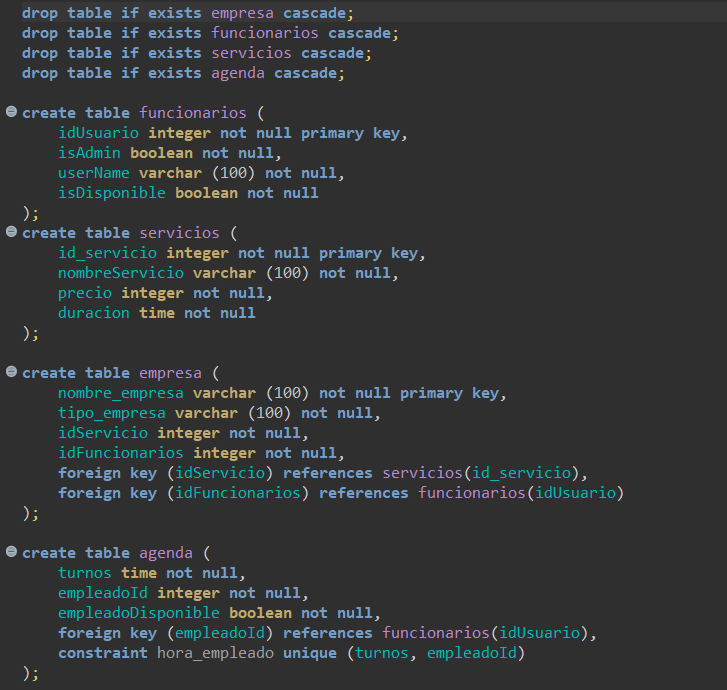 drop table if exists empresa cascade;
drop table if exists funcionarios cascade;
drop table if exists servicios cascade;
drop table if exists agenda cascade;
create table funcionarios (
idUsuario integer not null primary key,
isAdmin boolean not null,
userName varchar (100) not null,
isDisponible boolean not null
);
create table servicios (
id_servicio integer not null primary key,
nombreServicio varchar (100) not null,
precio integer not null,
duracion time not null
);
create table empresa (
nombre_empresa varchar (100) not null primary key,
tipo_empresa varchar (100) not null,
idServicio integer not null,
idFuncionarios integer not null,
foreign key (idServicio) references servicios(id_servicio),
foreign key (idFuncionarios) references funcionarios(idUsuario)
);
create table agenda (
turnos time not null,
empleadoId integer not null,
empleadoDisponible boolean not null,
foreign key (empleadoId) references funcionarios(idUsuario),
constraint hora_empleado unique (turnos, empleadoId)
);